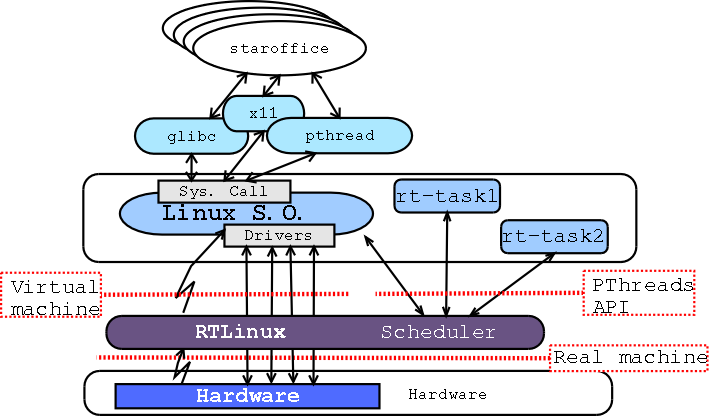 staroffice
x11
glibc
pthread
Sys. Call
Linux S.O.
rt-task1
Drivers
rt-task2
Virtual
machine
PThreads
API
RTLinux
Scheduler
Real machine
Hardware
Hardware